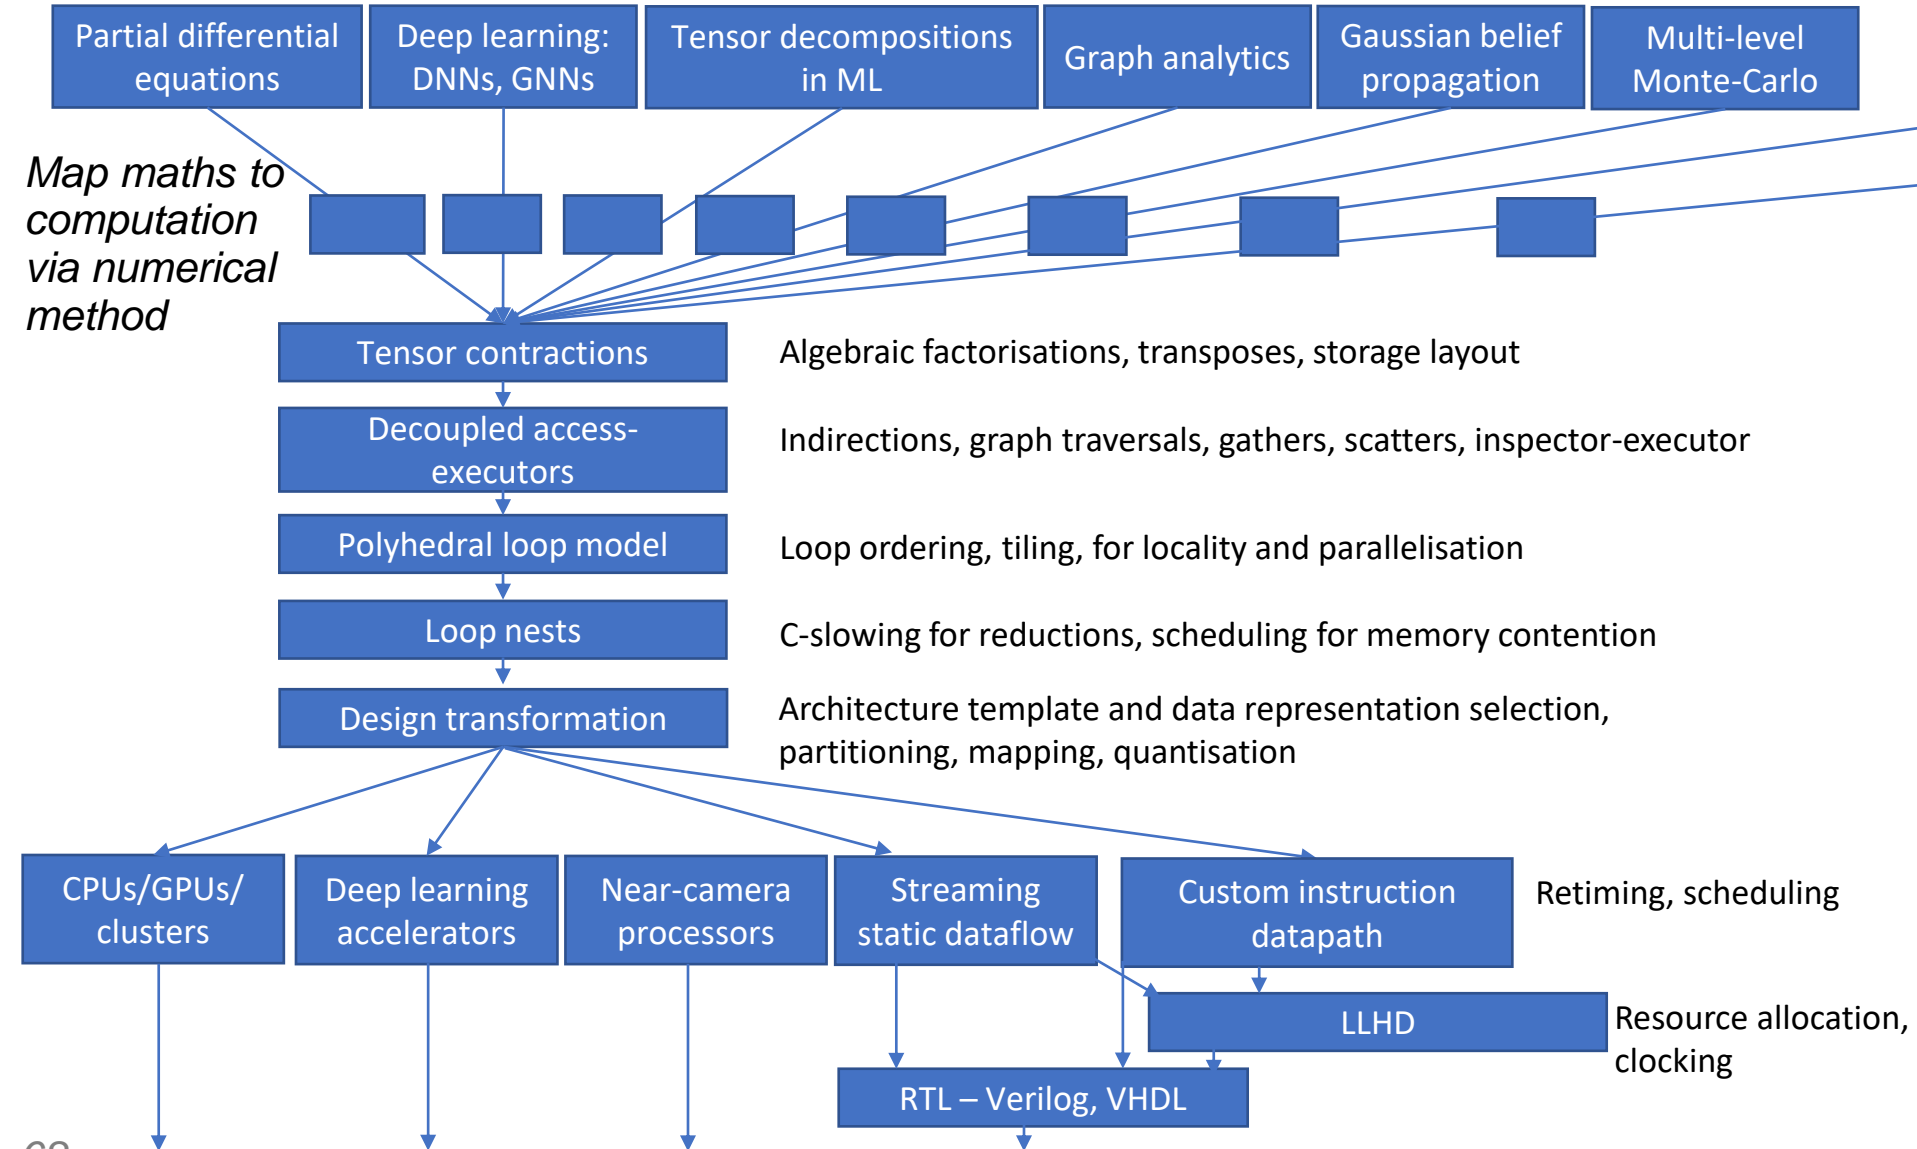 Partial differential
equations
Deep learning:
DNNs, GNNs
Tensor decompositions
in ML
Graph analytics
Gaussian belief
propagation
Multi-level
Monte-Carlo
Map maths to
computation
via numerical
method
Tensor contractions
Algebraic factorisations, transposes, storage layout
Decoupled access-
executors
Indirections, graph traversals, gathers, scatters, inspector-executor
Polyhedral loop model
Loop ordering, tiling, for locality and parallelisation
Loop nests
C-slowing for reductions, scheduling for memory contention
Design transformation
Architecture template and data representation selection,
partitioning, mapping, quantisation
CPUs/GPUs/
clusters
Deep learning
accelerators
Near-camera
processors
Streaming
static dataflow
Custom instruction
datapath
Retiming, scheduling
LLHD
Resource allocation,
clocking
RTL – Verilog, VHDL